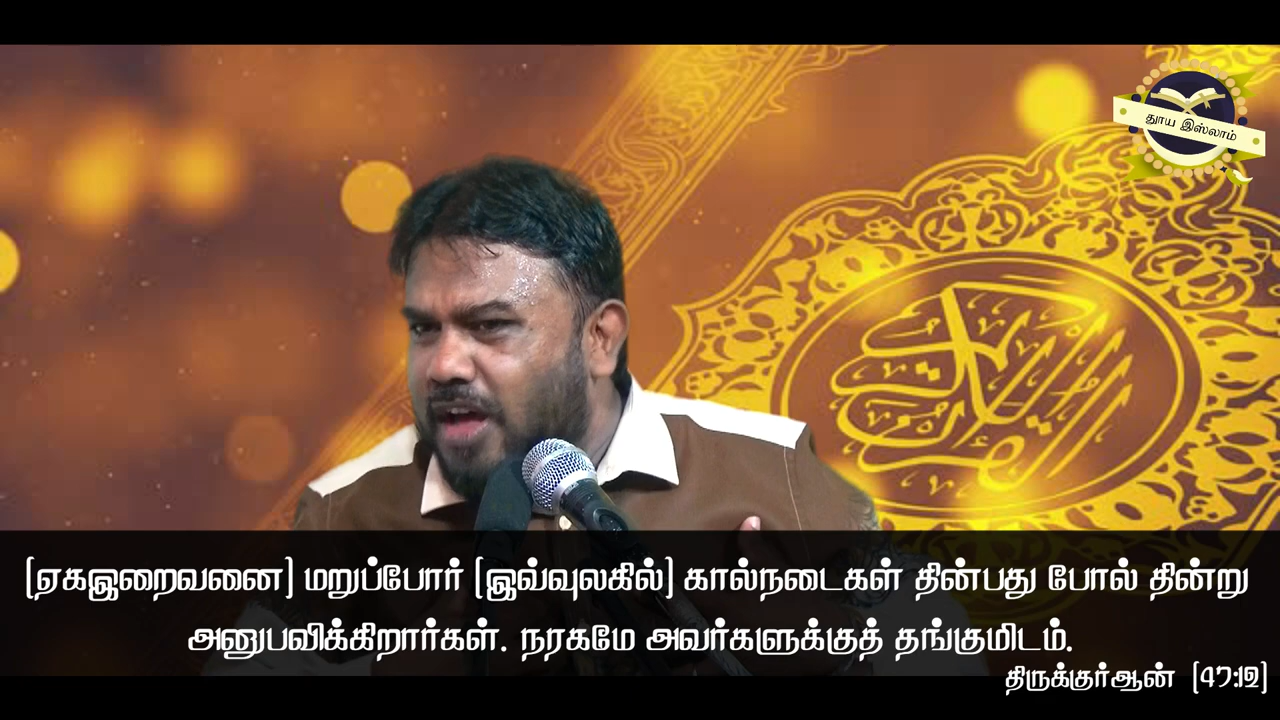 தூய இஸ்லாம்
(ஏகஇறைவனை) மறுப்போர் (இவ்வுலகில்) கால்நடைகள் தின்பது போல் தின்று
அனுபவிக்கிறார்கள். நரகமே அவர்களுக்குத் தங்குமிடம்.
திருக்குர்ஆன் (47:12)